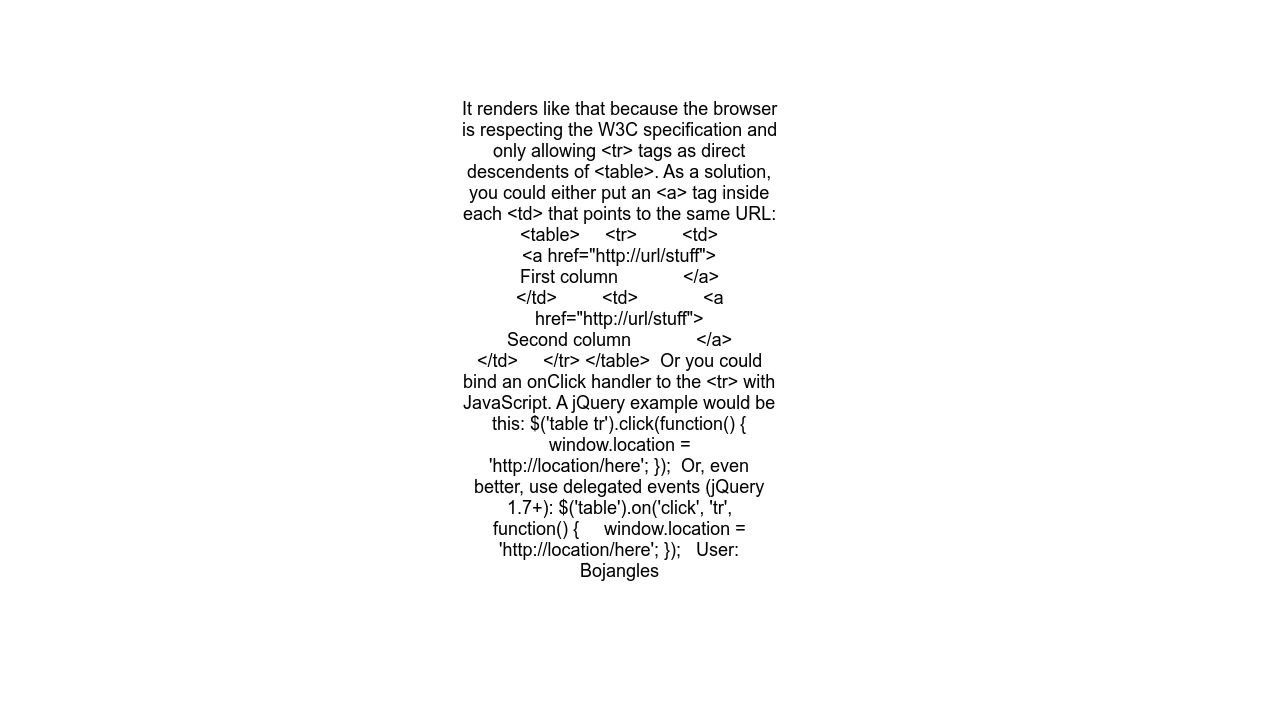 It renders like that because the browser
is respecting the W3C specification and
only allowing <tr> tags as direct
descendents of <table>. As a solution,
you could either put an <a> tag inside
each <td> that points to the same URL:
<table>     <tr>         <td>
<a href="http://url/stuff">
First column             </a>
</td>         <td>             <a
href="http://url/stuff">
Second column             </a>
</td>     </tr> </table>  Or you could
bind an onClick handler to the <tr> with
JavaScript. A jQuery example would be
this: $('table tr').click(function() {
window.location =
'http://location/here'; });  Or, even
better, use delegated events (jQuery
1.7+): $('table').on('click', 'tr',
function() {     window.location =
'http://location/here'; });   User:
Bojangles